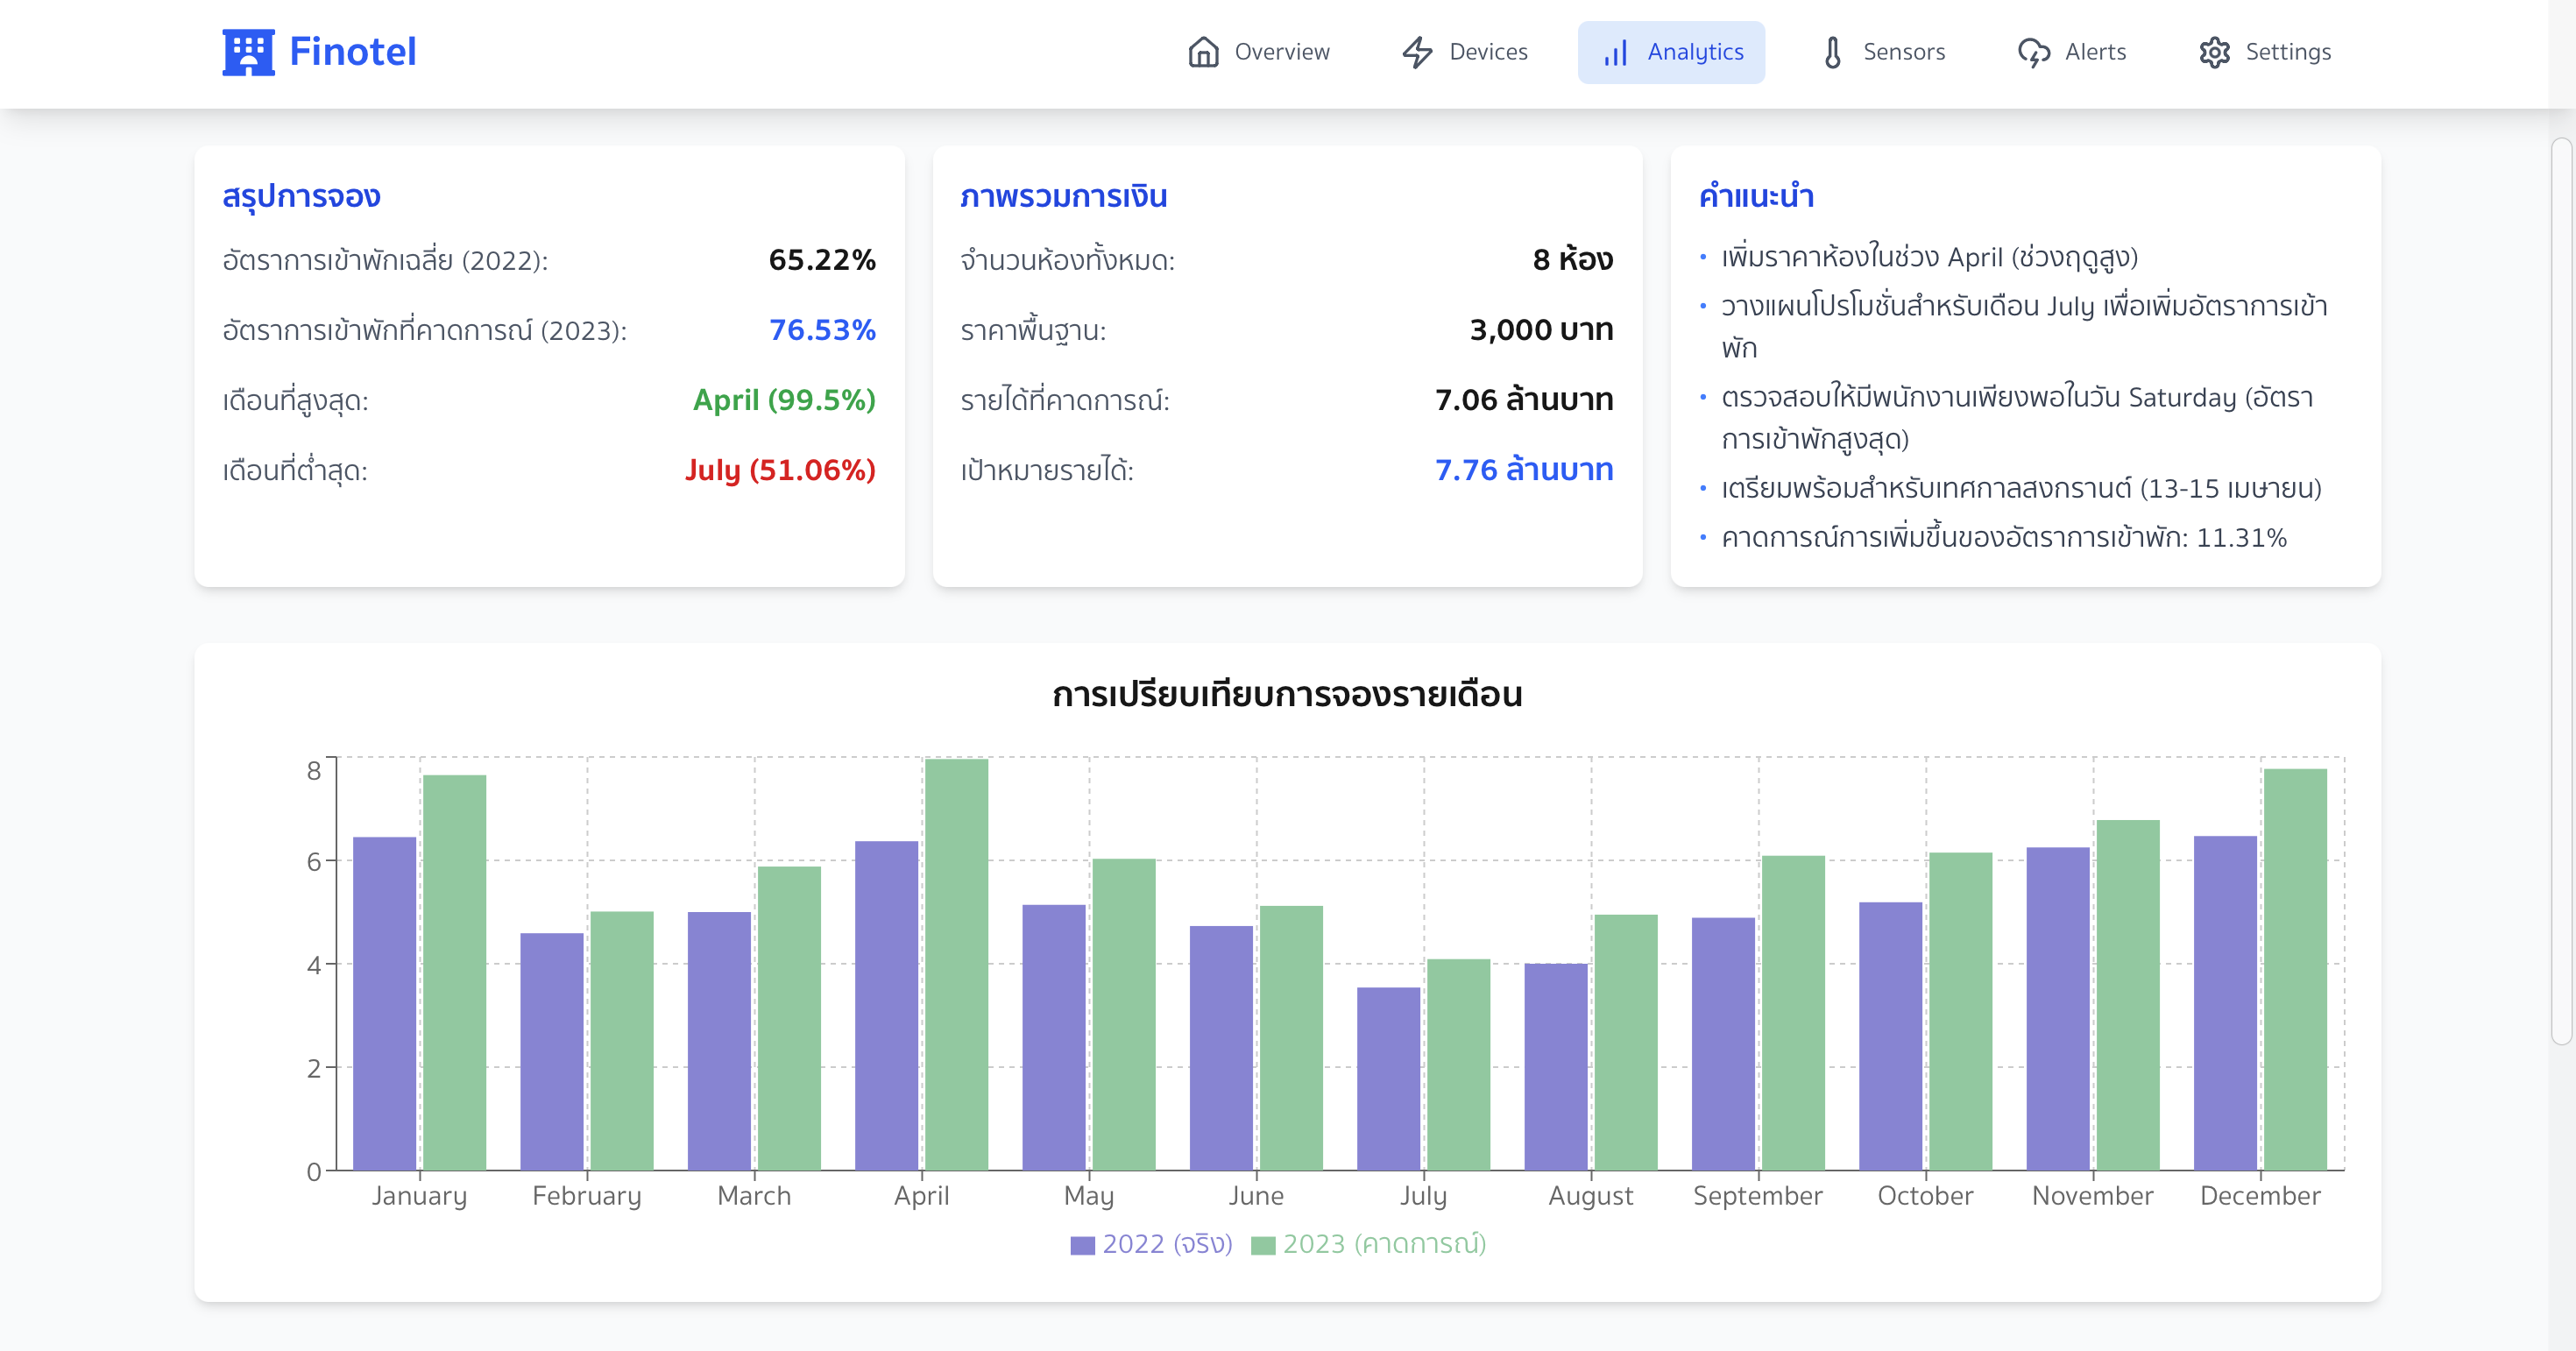 Finotel
Overview
Devices
Analytics
Sensors
Alerts
Settings
สรุปการจอง
อัตราการเข้าพักเฉลี่ย (2022): 65.22%
อัตราการเข้าพักที่คาดการณ์ (2023): 76.53%
เดือนที่สูงสุด: April (99.5%)
เดือนที่ต่ำสุด: July (51.06%)
ภาพรวมการเงิน
จำนวนห้องทั้งหมด: 8 ห้อง
ราคาพื้นฐาน: 3,000 บาท
รายได้ที่คาดการณ์: 7.06 ล้านบาท
เป้าหมายรายได้: 7.76 ล้านบาท
คำแนะนำ
• เพิ่มราคาห้องในช่วง April (ช่วงฤดูสูง)
• วางแผนโปรโมชั่นสำหรับเดือน July เพื่อเพิ่มอัตราการเข้า
พัก
• ตรวจสอบให้มีพนักงานเพียงพอในวัน Saturday (อัตรา
การเข้าพักสูงสุด)
• เตรียมพร้อมสำหรับเทศกาลสงกรานต์ (13-15 เมษายน)
• คาดการณ์การเพิ่มขึ้นของอัตราการเข้าพัก: 11.31%
การเปรียบเทียบการจองรายเดือน
8
6
4
2
0
January February March April May June July August September October November December
2022 (จริง) 2023 (คาดการณ์)